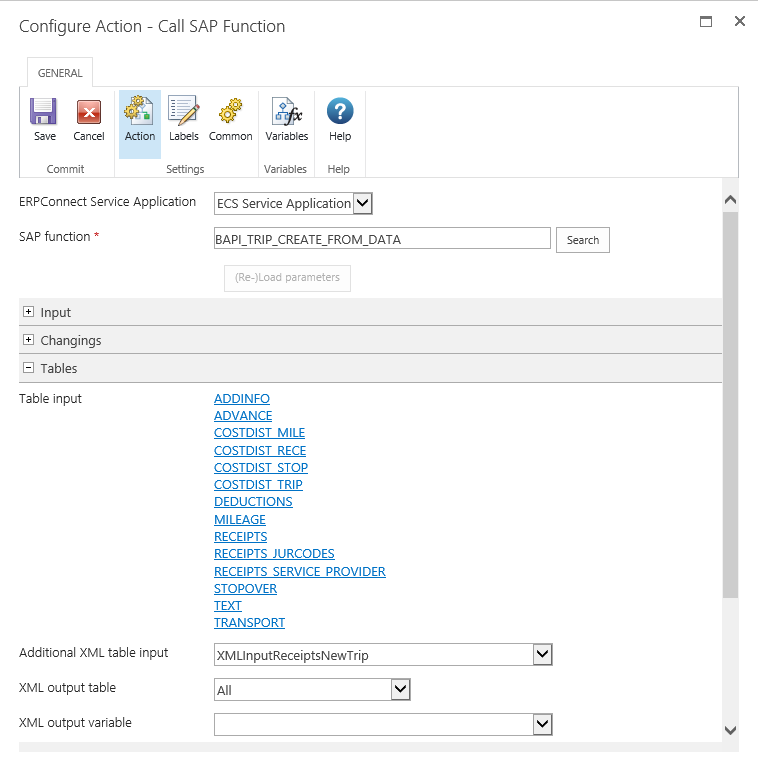 Configure Action - Call SAP Function
GENERAL
Save Cancel Action Labels Common Variables Help
Commit Settings Variables Help
ERPConnect Service Application ECS Service Application
SAP function * BAPI_TRIP_CREATE_FROM_DATA Search
(Re-)Load parameters
Input
Changings
Tables
Table input ADDINFO
ADVANCE
COSTDIST_MILE
COSTDIST_RECE
COSTDIST_STOP
COSTDIST_TRIP
DEDUCTIONS
MILEAGE
RECEIPTS
RECEIPTS_JURCODES
RECEIPTS_SERVICE_PROVIDER
STOPOVER
TEXT
TRANSPORT
Additional XML table input XMLInputReceiptsNewTrip
XML output table All
XML output variable